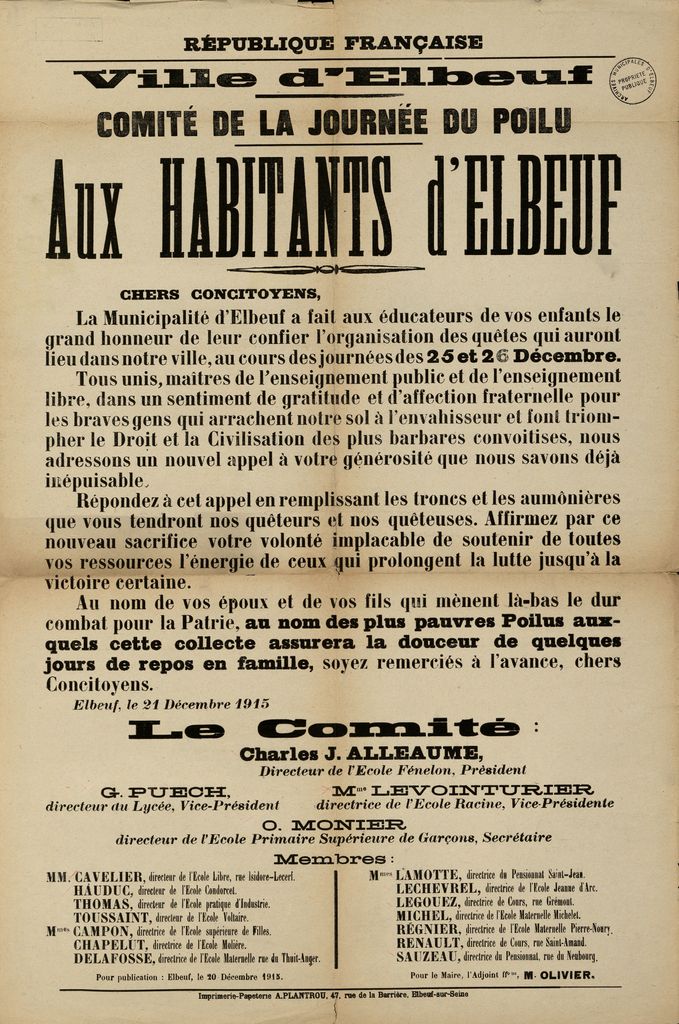 RÉPUBLIQUE FRANÇAISE
Ville d'Elbeuf
ARCHIVES MUNICIPALES D'ELBEUF
PROPRIÉTÉ
PUBLIQUE
COMITÉ DE LA JOURNÉE DU POILU
Aux HABITANTS d'ELBEUF
CHERS CONCITOYENS,
La Municipalité d'Elbeuf a fait aux éducateurs de vos enfants le
grand honneur de leur confier l'organisation des quêtes qui auront
lieu dans notre ville, au cours des journées des 25 et 26 Décembre.
Tous unis, maîtres de l'enseignement public et de l'enseignement
libre, dans un sentiment de gratitude et d'affection fraternelle pour
les braves gens qui arrachent notre sol à l'envahisseur et font triom-
pher le Droit et la Civilisation des plus barbares convoitises, nous
adressons un nouvel appel à votre générosité que nous savons déjà
inépuisable.
Répondez à cet appel en remplissant les troncs et les aumônières
que vous tendront nos quêteurs et nos quêteuses. Affirmez par ce
nouveau sacrifice votre volonté implacable de soutenir de toutes
vos ressources l'énergie de ceux qui prolongent la lutte jusqu'à la
victoire certaine.
Au nom de vos époux et de vos fils qui mènent là-bas le dur
combat pour la Patrie, au nom des plus pauvres Poilus aux-
quels cette collecte assurera la douceur de quelques
jours de repos en famille, soyez remerciés à l'avance, chers
Concitoyens.
Elbeuf, le 21 Décembre 1915
Le Comité :
Charles J. ALLEAUME,
Directeur de l'Ecole Fénelon, Président
G. PUECH,
directeur du Lycée, Vice-Président
Mme LEVOINTURIER
directrice de l'Ecole Racine, Vice-Présidente
O. MONIER
directeur de l'Ecole Primaire Supérieure de Garçons, Secrétaire
Membres :
MM. CAVELIER, directeur de l'Ecole Libre, rue Isidore-Lecerf.
HAUDUC, directeur de l'Ecole Condorcet.
THOMAS, directeur de l'Ecole pratique d'Industrie.
TOUSSAINT, directeur de l'Ecole Voltaire.
Mmes CAMPON, directrice de l'Ecole supérieure de Filles.
CHAPELUT, directrice de l'Ecole Molière.
DELAFOSSE, directrice de l'Ecole Maternelle rue du Thuit-Anger.
Mmes LAMOTTE, directrice du Pensionnat Saint-Jean.
LECHEVREL, directrice de l'Ecole Jeanne d'Arc.
LEGOUEZ, directrice de Cours, rue Grémont.
MICHEL, directrice de l'Ecole Maternelle Michelet.
RÉGNIER, directrice de l'Ecole Maternelle Pierre-Noury.
RENAULT, directrice de Cours, rue Saint-Amand.
SAUZEAU, directrice du Pensionnat, rue du Neubourg.
Pour publication : Elbeuf, le 20 Décembre 1915.
Pour le Maire, l'Adjoint ffons, M. OLIVIER.
Imprimerie-Papeterie A. PLANTROU, 47, rue de la Barrière, Elbeuf-sur-Seine